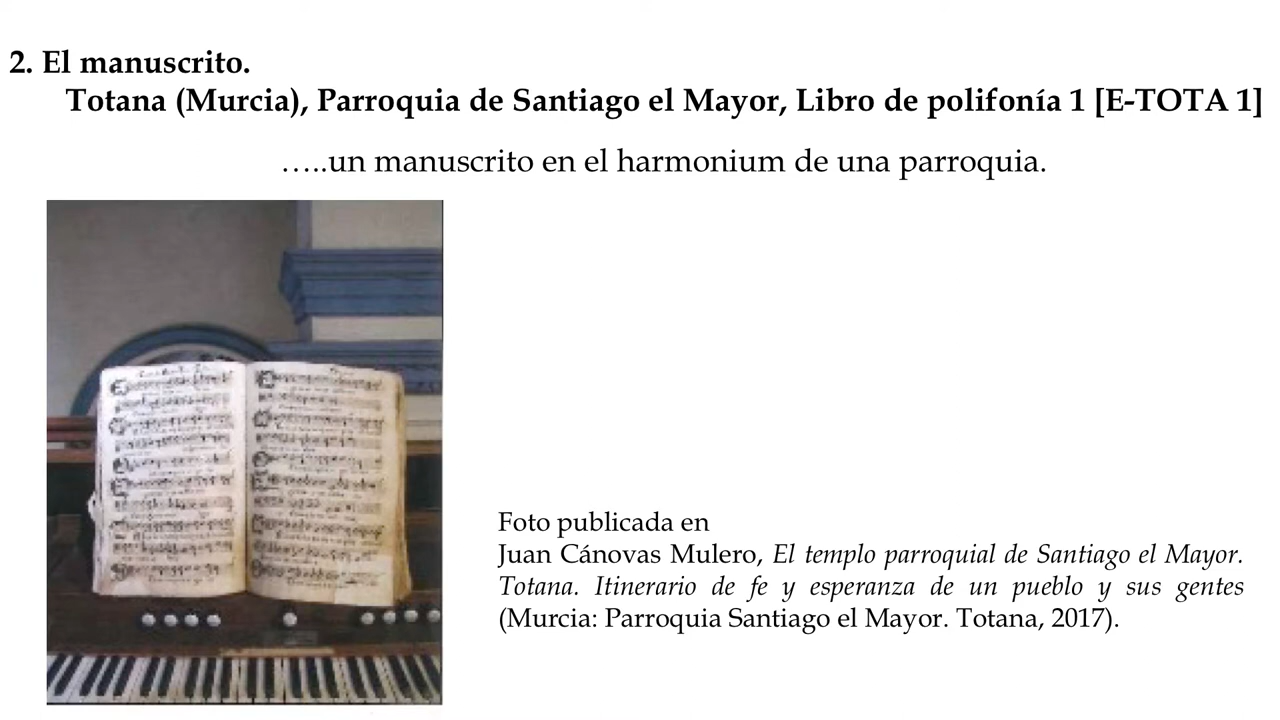 2. El manuscrito.
Totana (Murcia), Parroquia de Santiago el Mayor, Libro de polifonía 1 [E-TOTA 1]
…..un manuscrito en el harmonium de una parroquia.
Foto publicada en
Juan Cánovas Mulero, El templo parroquial de Santiago el Mayor.
Totana. Itinerario de fe y esperanza de un pueblo y sus gentes
(Murcia: Parroquia Santiago el Mayor. Totana, 2017).